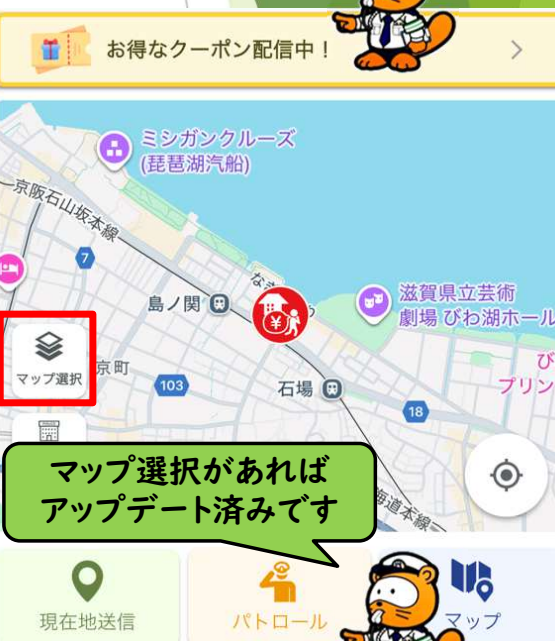 お得なクーポン配信中！
ミシガンクルーズ
(琵琶湖汽船)
京阪石山坂本線
7
島ノ関
滋賀県立芸術
劇場 びわ湖ホール
マップ選択
京町
103
石場
18
び
プリン
マップ選択があれば
アップデート済みです
海道本線
現在地送信
パトロール
マップ